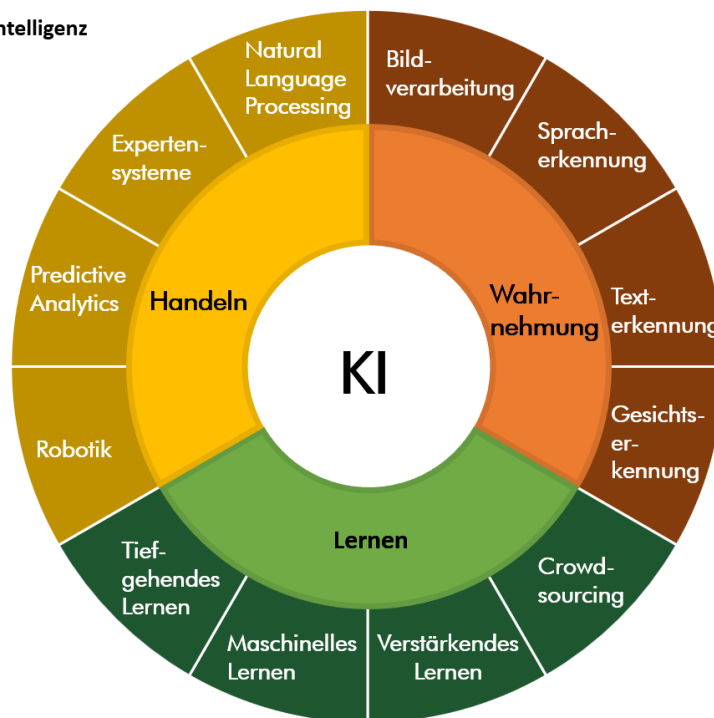 ntelligenz
Natural
Language
Processing
Bild-
verarbeitung
Sprach-
erkennung
Text-
erkennung
Gesichts-
er-
kennung
Crowd-
sourcing
Verstärkendes
Lernen
Maschinelles
Lernen
Tief-
gehendes
Lernen
Robotik
Predictive
Analytics
Experten-
systeme
Handeln
Wahr-
nehmung
Lernen
KI